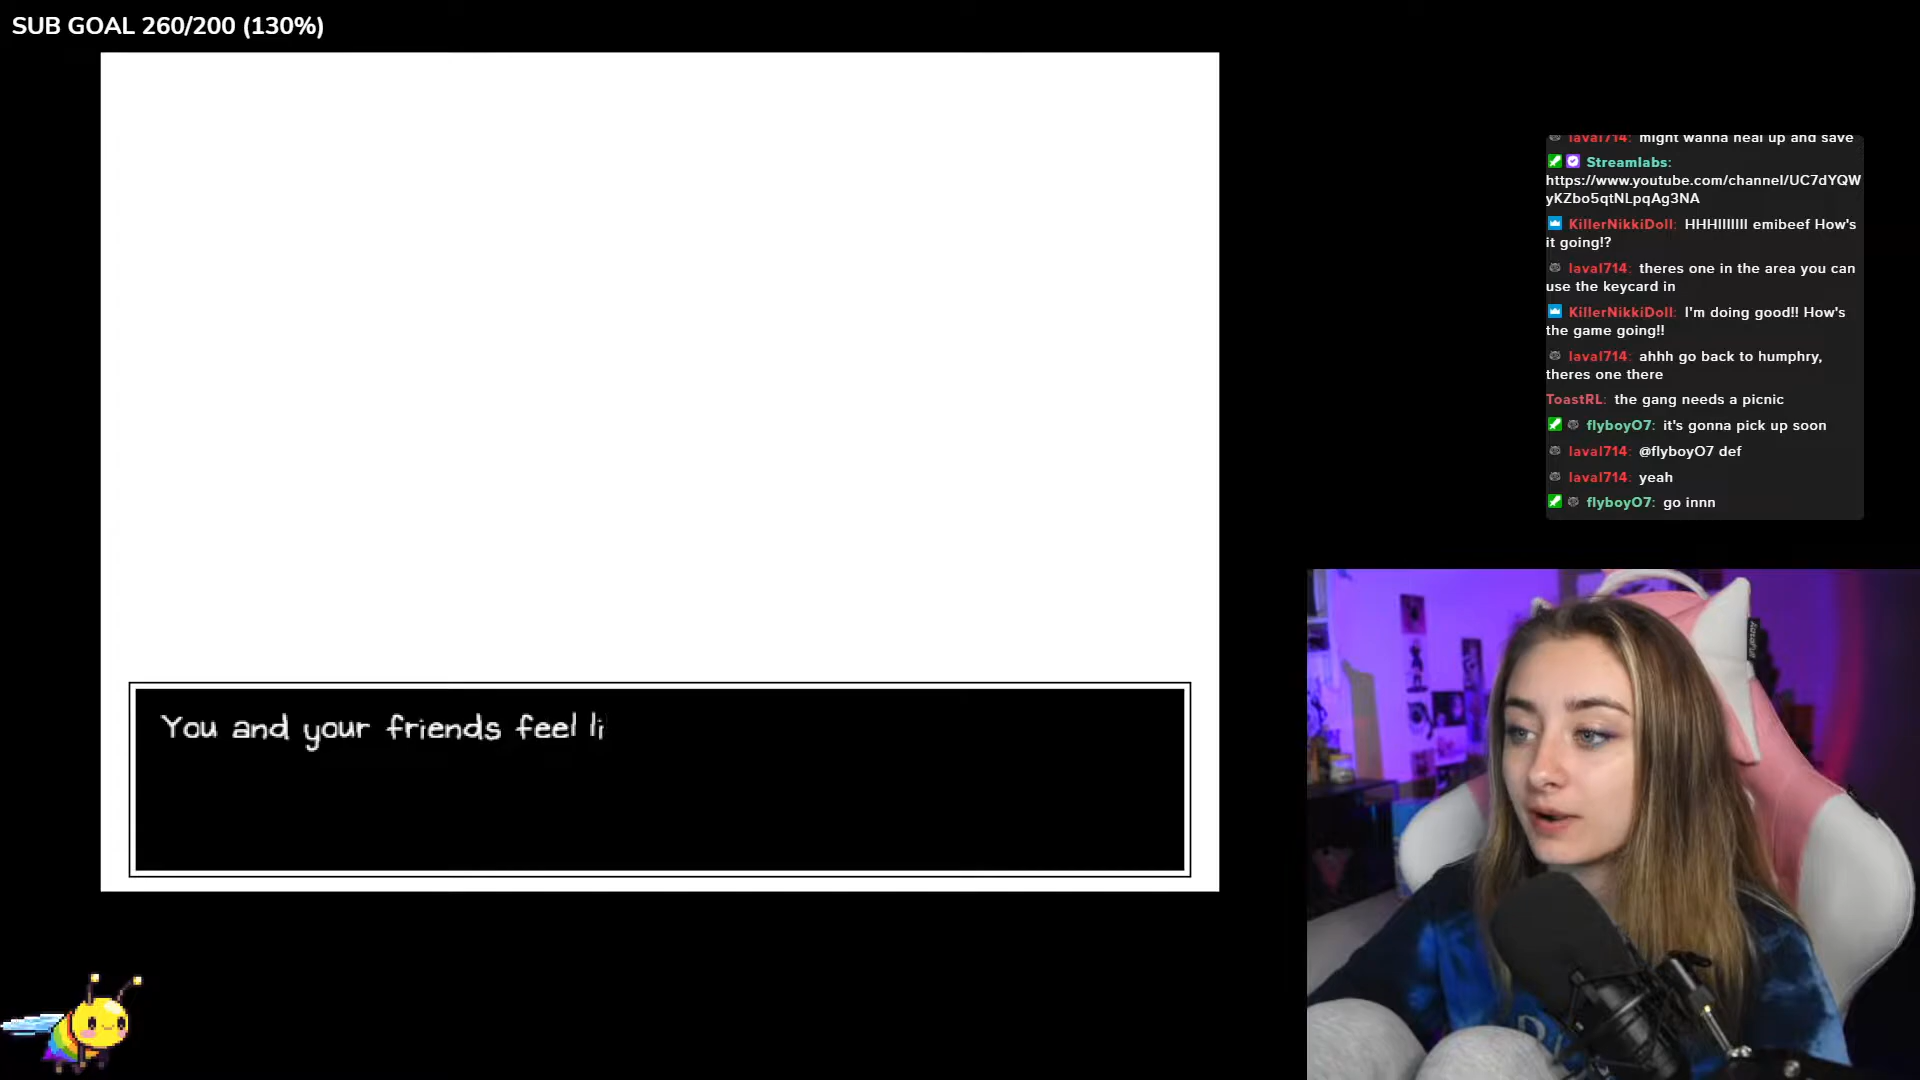 SUB GOAL 260/200 (130%)
laval714: might wanna heal up and save
Streamlabs:
https://www.youtube.com/channel/UC7dYQW
yKZbo5qtNLpqAg3NA
KillerNikkiDoll: HHHIIIIIII emibeef How's
it going!?
laval714: theres one in the area you can
use the keycard in
KillerNikkiDoll: I'm doing good!! How's
the game going!!
laval714: ahhh go back to humphry,
theres one there
ToastRL: the gang needs a picnic
flyboyO7: it's gonna pick up soon
laval714: @flyboyO7 def
laval714: yeah
flyboyO7: go innn
You and your friends feel li